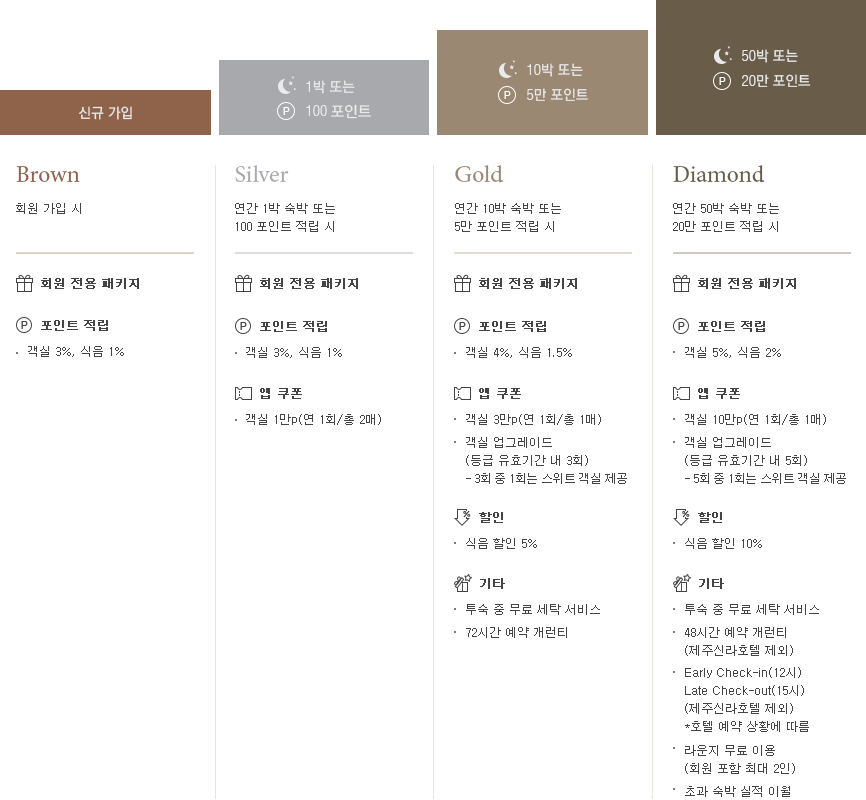 신규 가입
1박 또는
P 100 포인트
10박 또는
P 5만 포인트
50박 또는
P 20만 포인트
Brown
회원 가입 시
회원 전용 패키지
P 포인트 적립
· 객실 3%, 식음 1%
Silver
연간 1박 숙박 또는
100 포인트 적립 시
회원 전용 패키지
P 포인트 적립
· 객실 3%, 식음 1%
앱 쿠폰
· 객실 1만p(연 1회/총 2매)
Gold
연간 10박 숙박 또는
5만 포인트 적립 시
회원 전용 패키지
P 포인트 적립
· 객실 4%, 식음 1.5%
앱 쿠폰
· 객실 3만p(연 1회/총 1매)
· 객실 업그레이드
(등급 유효기간 내 3회)
- 3회 중 1회는 스위트 객실 제공
% 할인
· 식음 할인 5%
기타
· 투숙 중 무료 세탁 서비스
· 72시간 예약 개런티
Diamond
연간 50박 숙박 또는
20만 포인트 적립 시
회원 전용 패키지
P 포인트 적립
· 객실 5%, 식음 2%
앱 쿠폰
· 객실 10만p(연 1회/총 1매)
· 객실 업그레이드
(등급 유효기간 내 5회)
- 5회 중 1회는 스위트 객실 제공
% 할인
· 식음 할인 10%
기타
· 투숙 중 무료 세탁 서비스
· 48시간 예약 개런티
(제주신라호텔 제외)
· Early Check-in(12시)
Late Check-out(15시)
(제주신라호텔 제외)
*호텔 예약 상황에 따름
· 라운지 무료 이용
(회원 포함 최대 2인)
· 초과 숙박 실적 이월